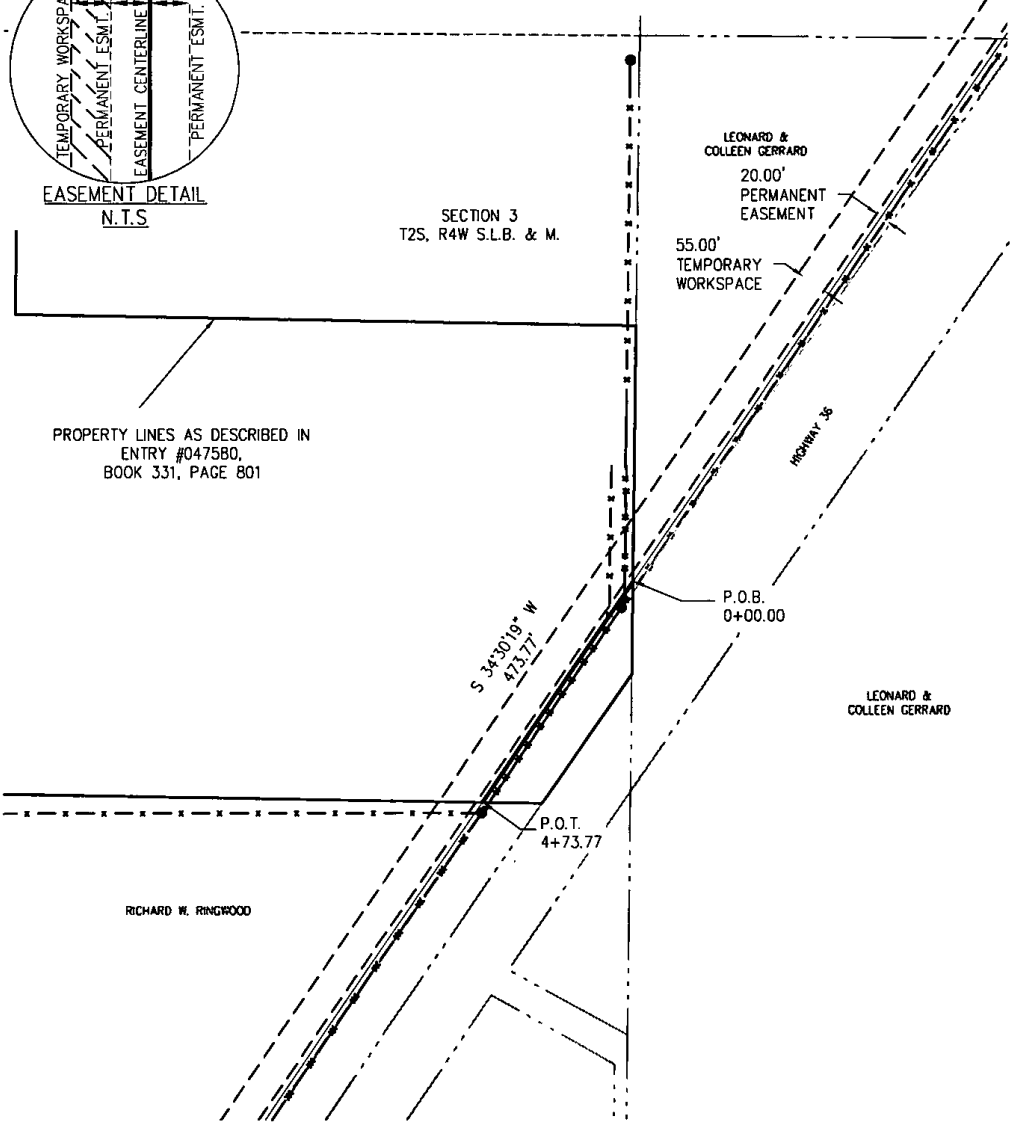 TEMPORARY WORKSPA
PERMANENT ESMT.
EASEMENT CENTERLINE
PERMANENT ESMT.
EASEMENT DETAIL
N.T.S
SECTION 3
T2S, R4W S.L.B. & M.
LEONARD &
COLLEEN GERRARD
20.00'
PERMANENT
EASEMENT
55.00'
TEMPORARY
WORKSPACE
PROPERTY LINES AS DESCRIBED IN
ENTRY #047580,
BOOK 331, PAGE 801
HIGHWAY 36
S 34°30'19" W
473.77'
P.O.B.
0+00.00
LEONARD &
COLLEEN GERRARD
P.O.T.
4+73.77
RICHARD W. RINGWOOD